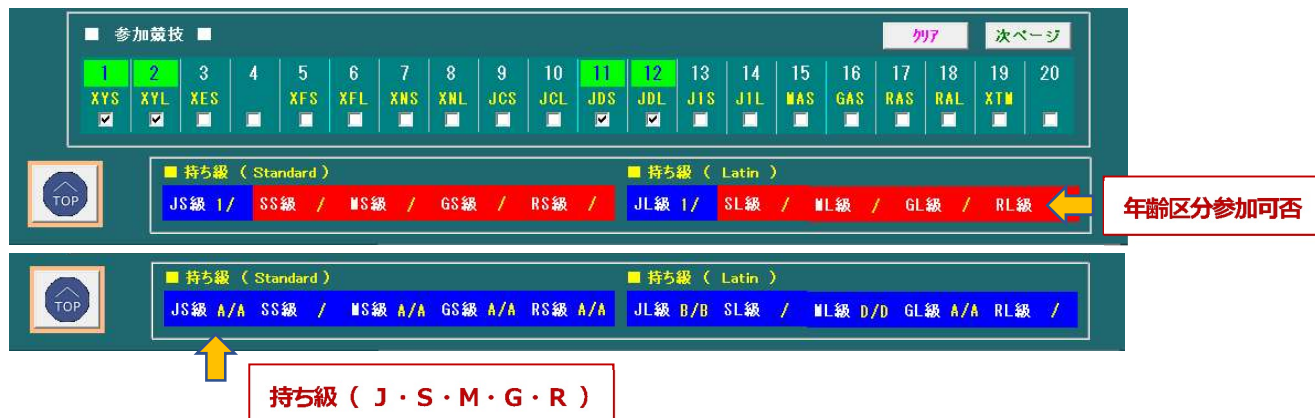 ■ 参加競技 ■ クリア 次ページ
1 2 3 4 5 6 7 8 9 10 11 12 13 14 15 16 17 18 19 20
XYS XYL XES XFS XFL XNS XNL JCS JCL JDS JDL J1S J1L MAS GAS RAS RAL XTM
■ 持ち級 ( Standard ) ■ 持ち級 ( Latin )
TOP JS級 1/ SS級 / MS級 / GS級 / RS級 / JL級 1/ SL級 / ML級 / GL級 / RL級 年齢区分参加可否
■ 持ち級 ( Standard ) ■ 持ち級 ( Latin )
TOP JS級 A/A SS級 / MS級 A/A GS級 A/A RS級 A/A JL級 B/B SL級 / ML級 D/D GL級 A/A RL級 /
持ち級 ( J・S・M・G・R )